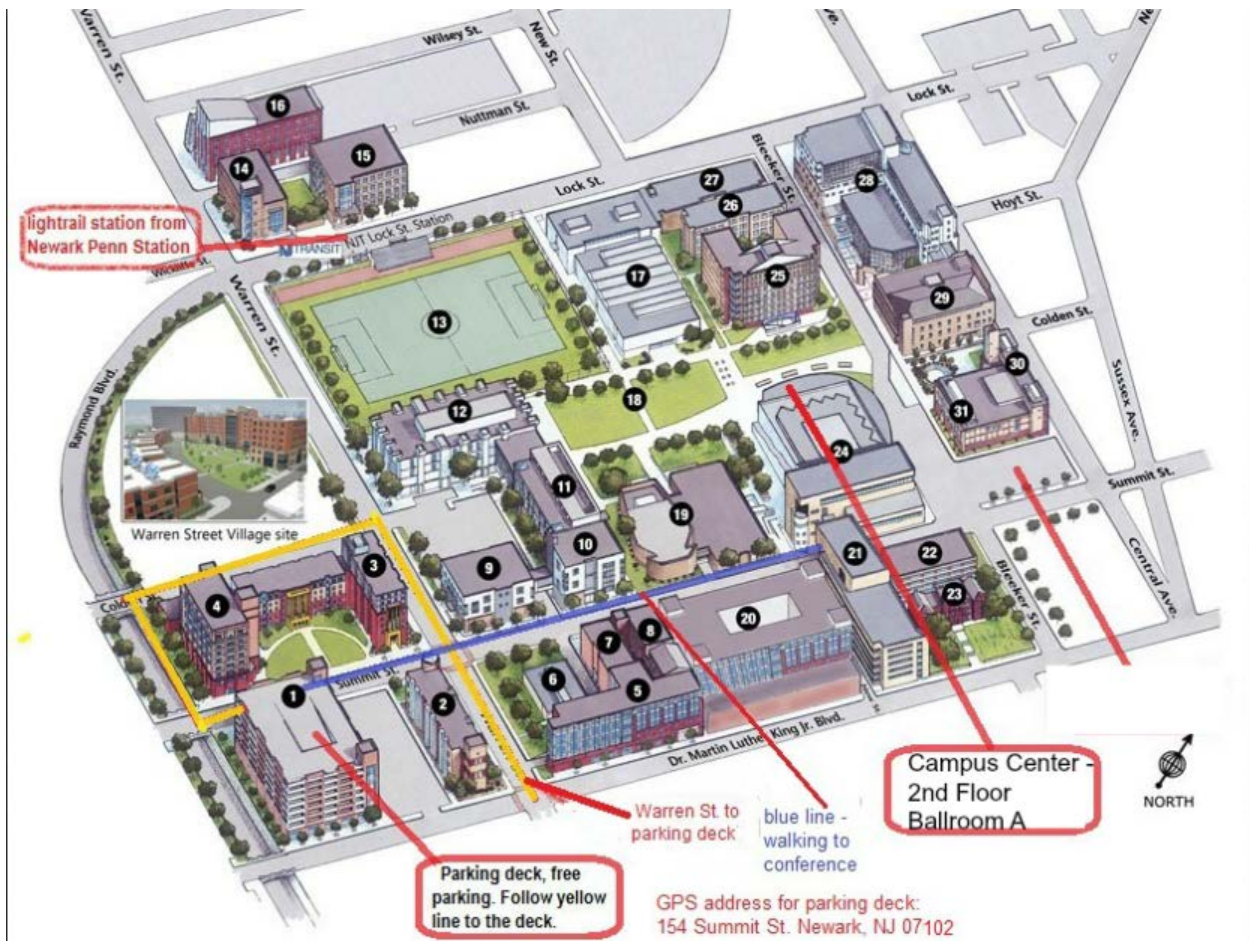 Warren St.
Wilsey St.
New St.
Ave.
Nuttman St.
Lock St.
Lock St.
Bleeker St.
Hoyt St.
Colden St.
Sussex Ave.
Summit St.
Central Ave.
Bleeker St.
16
15
14
27
26
28
25
17
29
30
31
13
18
12
24
11
19
10
9
21
22
23
20
3
4
8
7
6
5
1
2
lightrail station from
Newark Penn Station
NJT Lock St. Station
TRANSIT
Warren St.
Raymond Blvd.
Warren Street Village site
Summit St.
Dr. Martin Luther King Jr. Blvd.
Warren St. to
parking deck
blue line -
walking to
conference
Campus Center -
2nd Floor
Ballroom A
NORTH
Parking deck, free
parking. Follow yellow
line to the deck.
GPS address for parking deck:
154 Summit St. Newark, NJ 07102